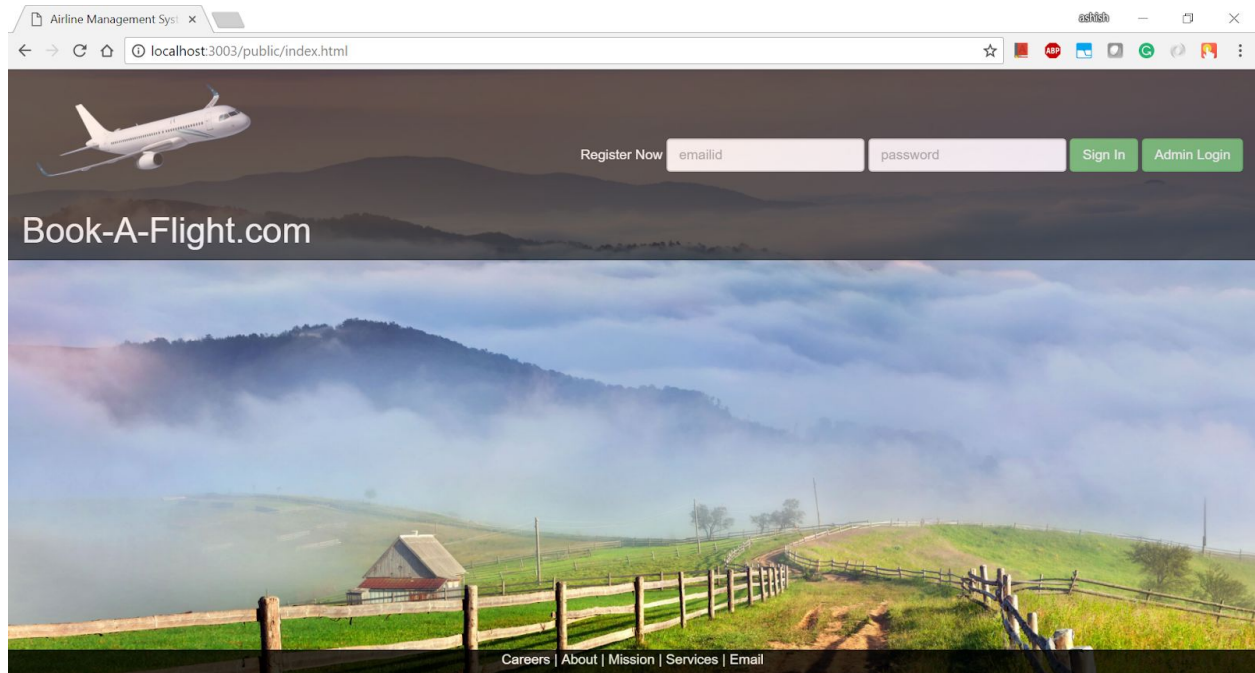 Airline Management Syst
ashish
localhost:3003/public/index.html
ABP
Register Now emailid password Sign In Admin Login
Book-A-Flight.com
Careers | About | Mission | Services | Email